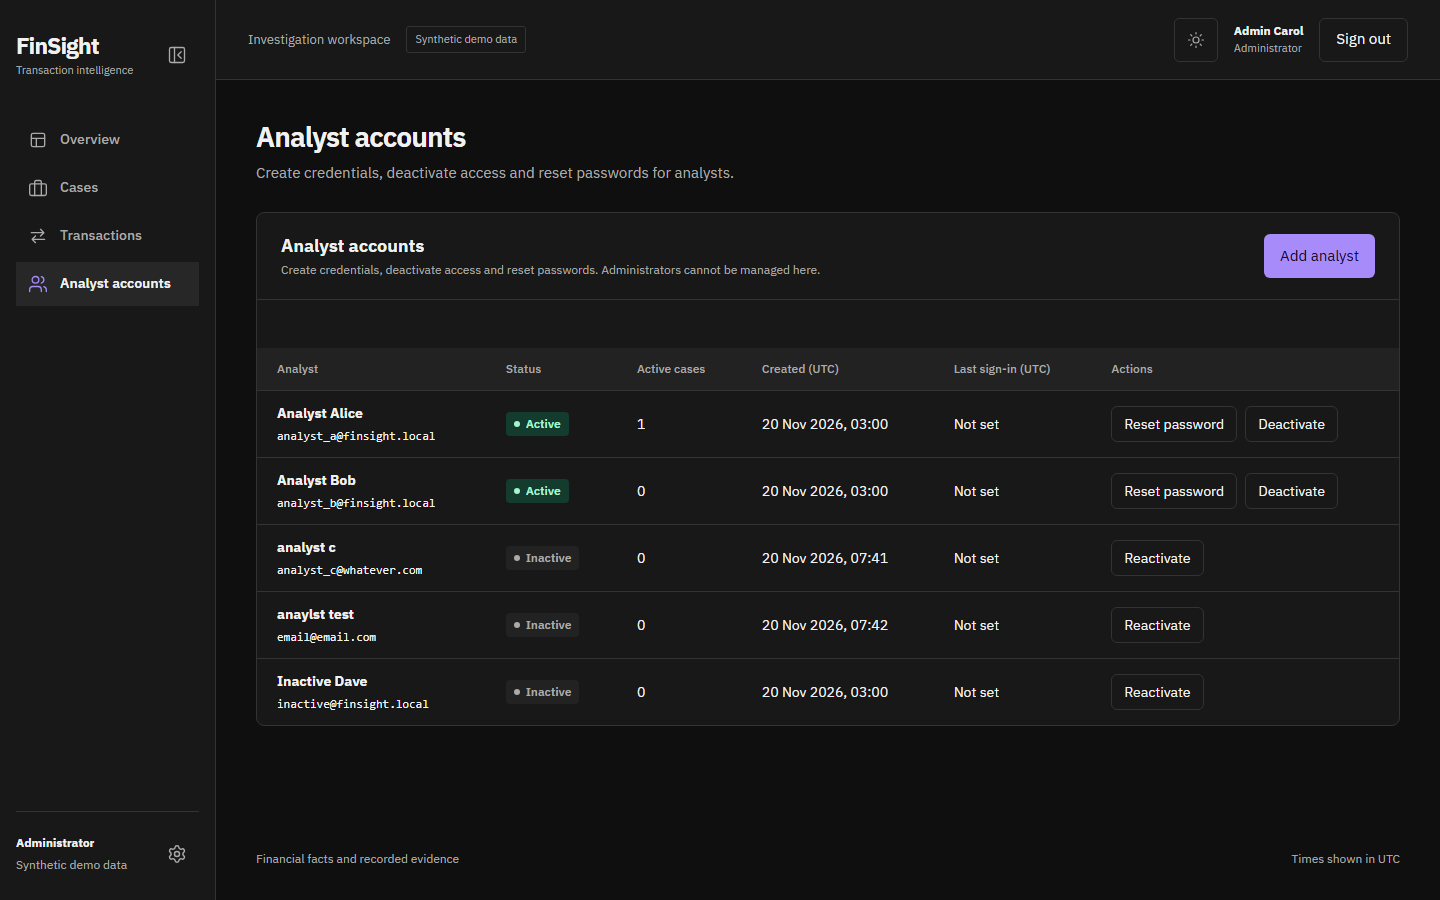 FinSight
Transaction intelligence
Overview
Cases
Transactions
Analyst accounts
Administrator
Synthetic demo data
Investigation workspace
Synthetic demo data
Admin Carol
Administrator
Sign out
Analyst accounts
Create credentials, deactivate access and reset passwords for analysts.
Analyst accounts
Create credentials, deactivate access and reset passwords. Administrators cannot be managed here.
Add analyst
Analyst Status Active cases Created (UTC) Last sign-in (UTC) Actions
Analyst Alice
analyst_a@finsight.local
Active 1 20 Nov 2026, 03:00 Not set Reset password Deactivate
Analyst Bob
analyst_b@finsight.local
Active 0 20 Nov 2026, 03:00 Not set Reset password Deactivate
analyst c
analyst_c@whatever.com
Inactive 0 20 Nov 2026, 07:41 Not set Reactivate
anaylst test
email@email.com
Inactive 0 20 Nov 2026, 07:42 Not set Reactivate
Inactive Dave
inactive@finsight.local
Inactive 0 20 Nov 2026, 03:00 Not set Reactivate
Financial facts and recorded evidence
Times shown in UTC